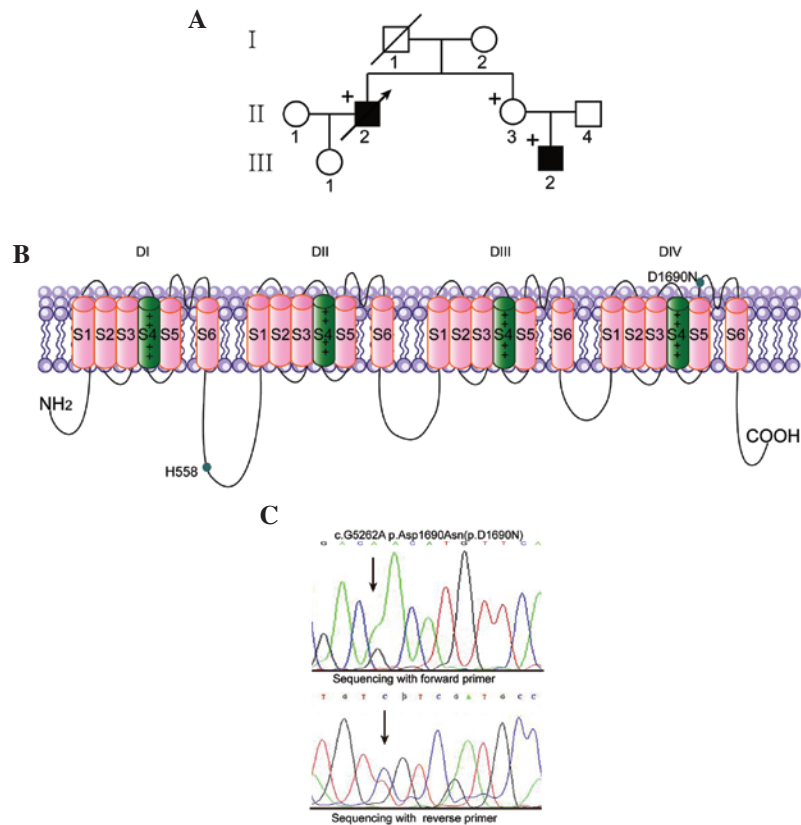 A
I
1 2
+ +
II
1 2 3 4
+
III
1 2
B
DI DII DIII DIV
D1690N
S1 S2 S3 S4 S5 S6 S1 S2 S3 S4 S5 S6 S1 S2 S3 S4 S5 S6 S1 S2 S3 S4 S5 S6
++++ ++++ ++++ ++++
NH2
COOH
H558
C
c.G5262A p.Asp1690Asn(p.D1690N)
G A C A A C A T G T T C A
Sequencing with forward primer
T G T C T C G A T G C C
Sequencing with reverse primer